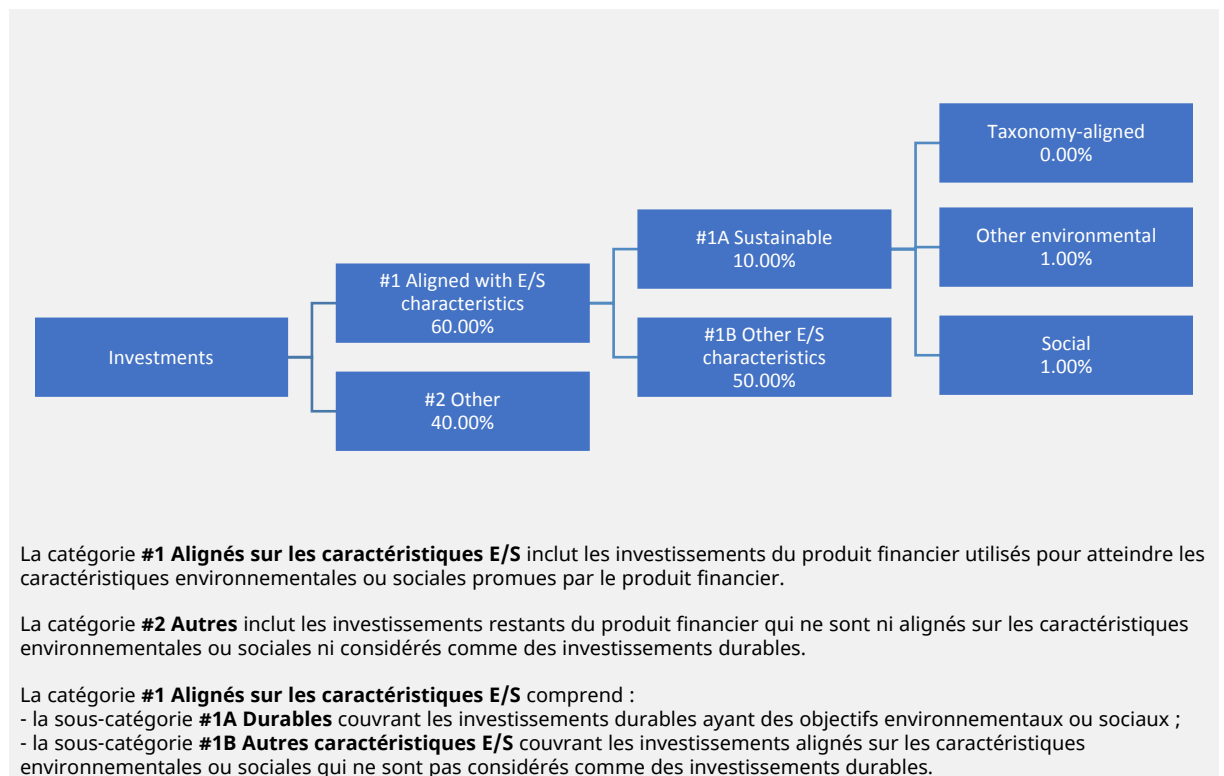 Investments
#1 Aligned with E/S
characteristics
60.00%
#2 Other
40.00%
#1A Sustainable
10.00%
#1B Other E/S
characteristics
50.00%
Taxonomy-aligned
0.00%
Other environmental
1.00%
Social
1.00%
La catégorie #1 Alignés sur les caractéristiques E/S inclut les investissements du produit financier utilisés pour atteindre les
caractéristiques environnementales ou sociales promues par le produit financier.
La catégorie #2 Autres inclut les investissements restants du produit financier qui ne sont ni alignés sur les caractéristiques
environnementales ou sociales ni considérés comme des investissements durables.
La catégorie #1 Alignés sur les caractéristiques E/S comprend :
- la sous-catégorie #1A Durables couvrant les investissements durables ayant des objectifs environnementaux ou sociaux ;
- la sous-catégorie #1B Autres caractéristiques E/S couvrant les investissements alignés sur les caractéristiques
environnementales ou sociales qui ne sont pas considérés comme des investissements durables.